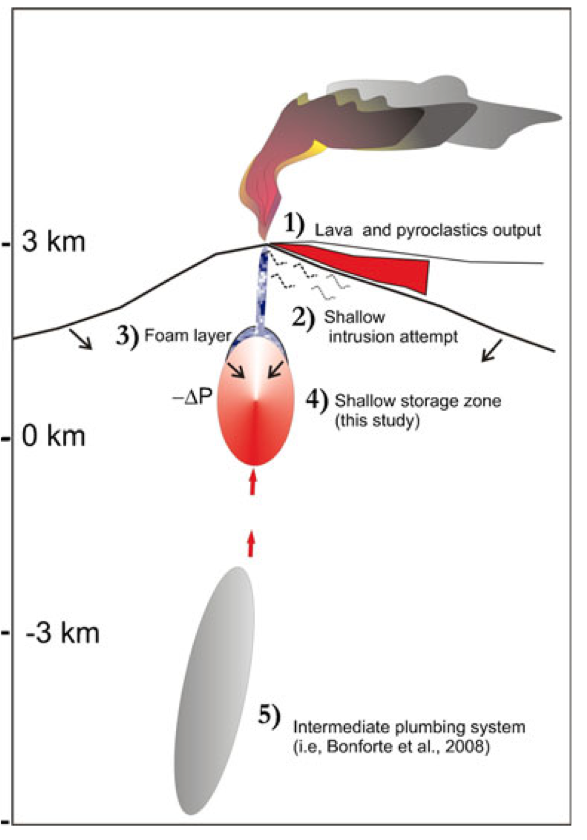 1) Lava and pyroclastics output
3 km
2) Shallow
intrusion attempt
3) Foam layer
−ΔP
4) Shallow storage zone
(this study)
0 km
-3 km
5) Intermediate plumbing system
(i.e, Bonforte et al., 2008)